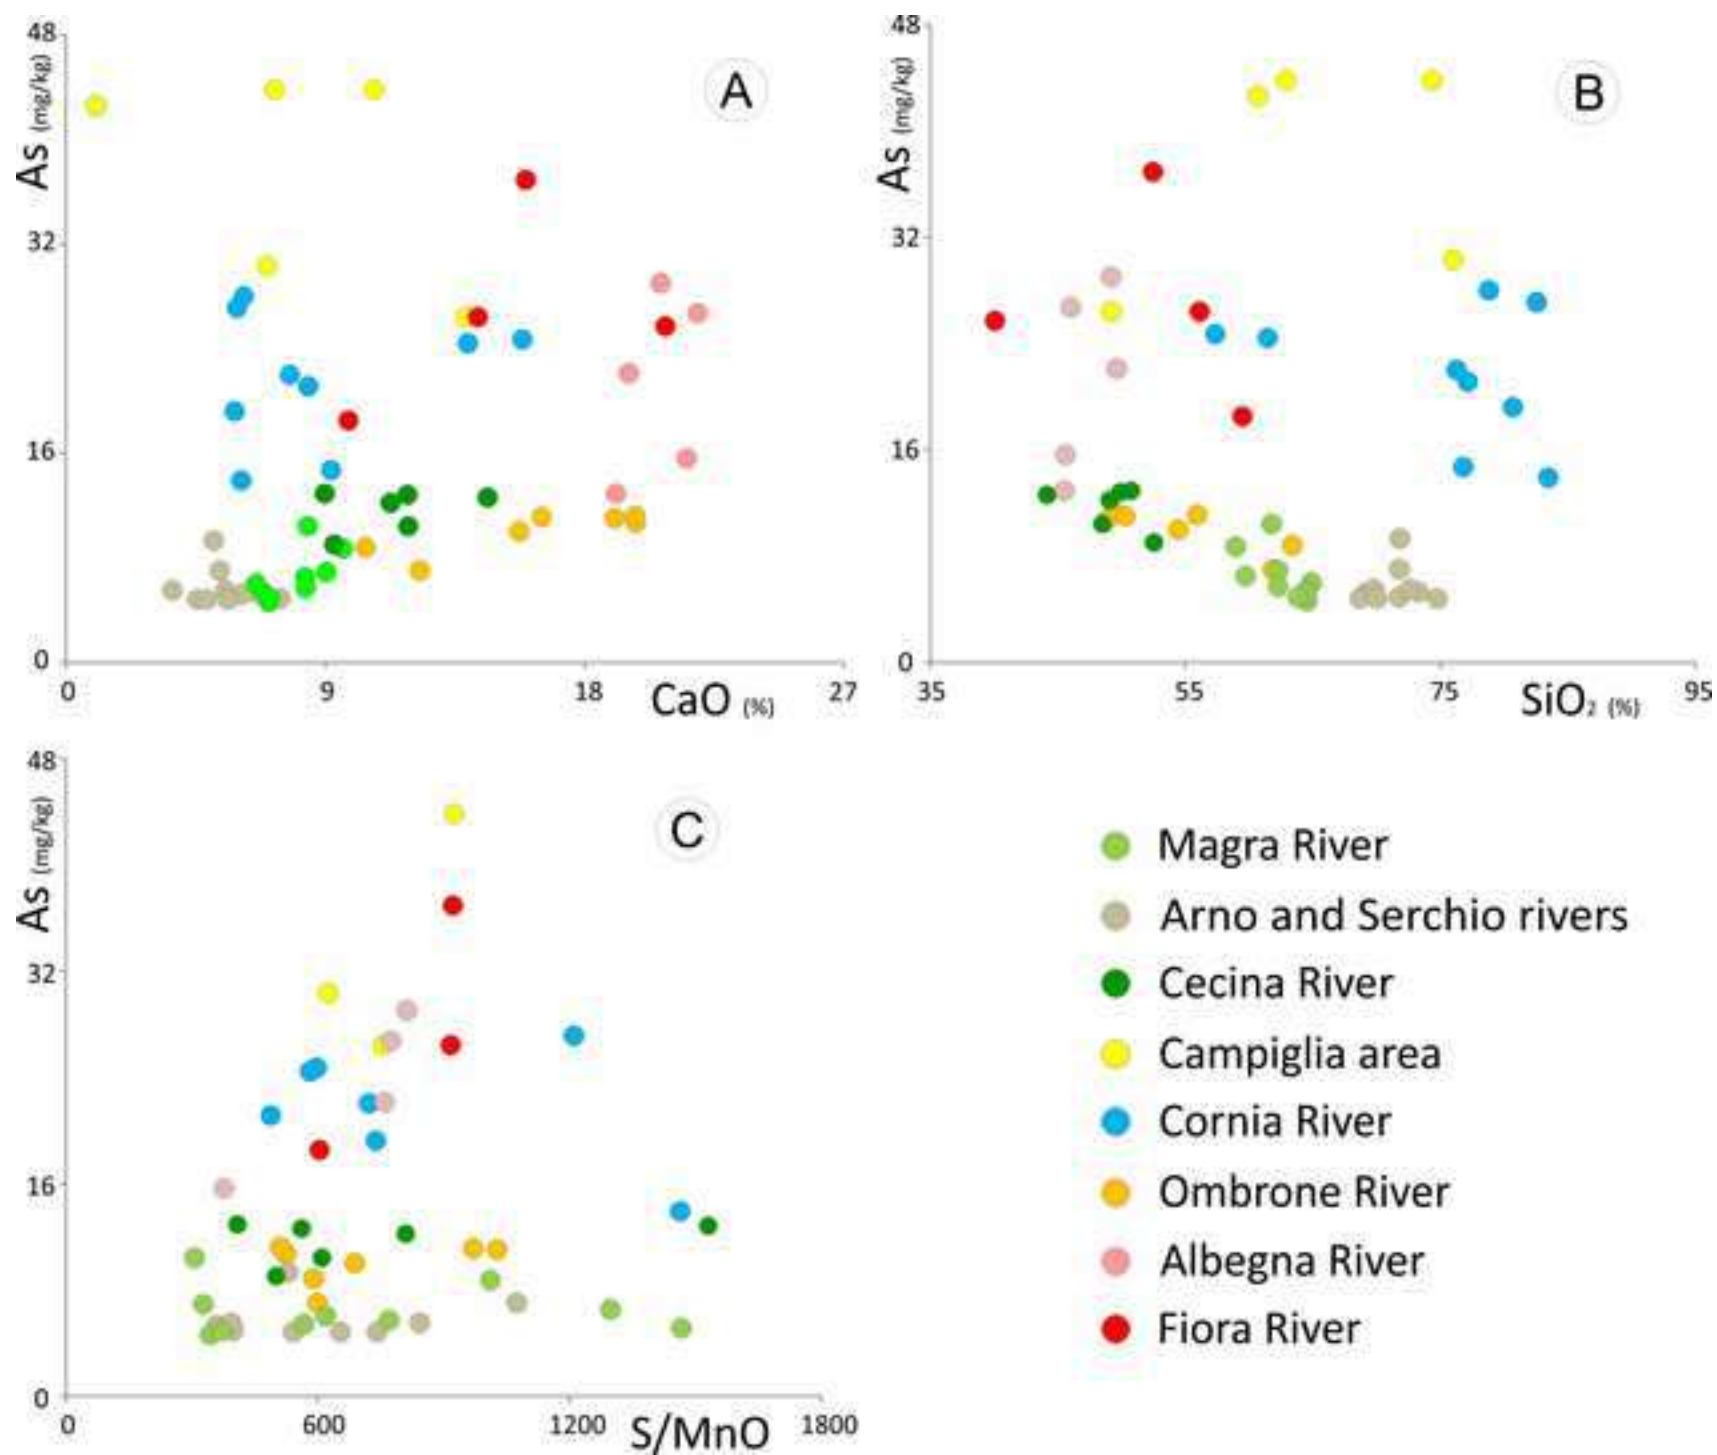 48
As (mg/kg)
32
16
0
0 9 18 27
CaO (%)
A
48
As (mg/kg)
32
16
0
35 55 75 95
SiO₂ (%)
B
48
As (mg/kg)
32
16
0
0 600 1200 1800
S/MnO
C
Magra River
Arno and Serchio rivers
Cecina River
Campiglia area
Cornia River
Ombrone River
Albegna River
Fiora River